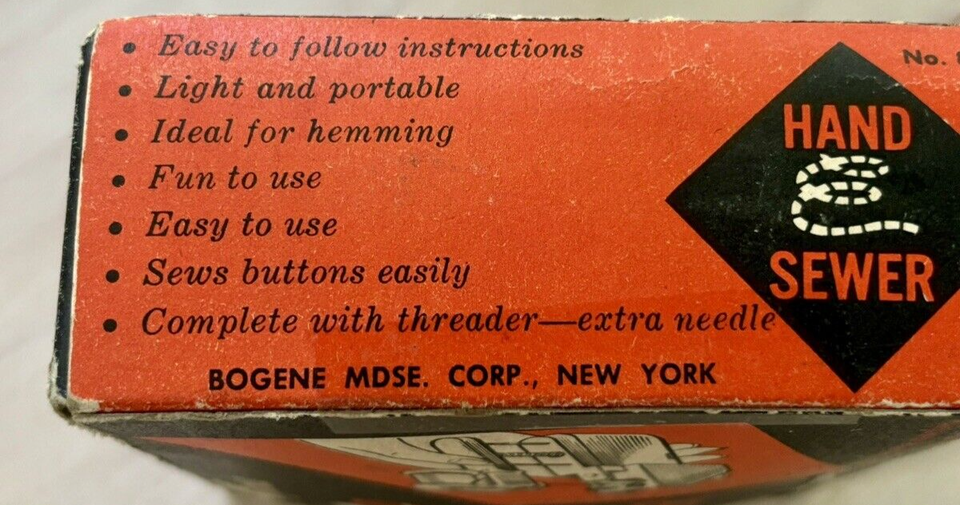 • Easy to follow instructions
• Light and portable
• Ideal for hemming
• Fun to use
• Easy to use
• Sews buttons easily
• Complete with threader—extra needle
BOGENE MDSE. CORP., NEW YORK
No.
HAND
SEWER